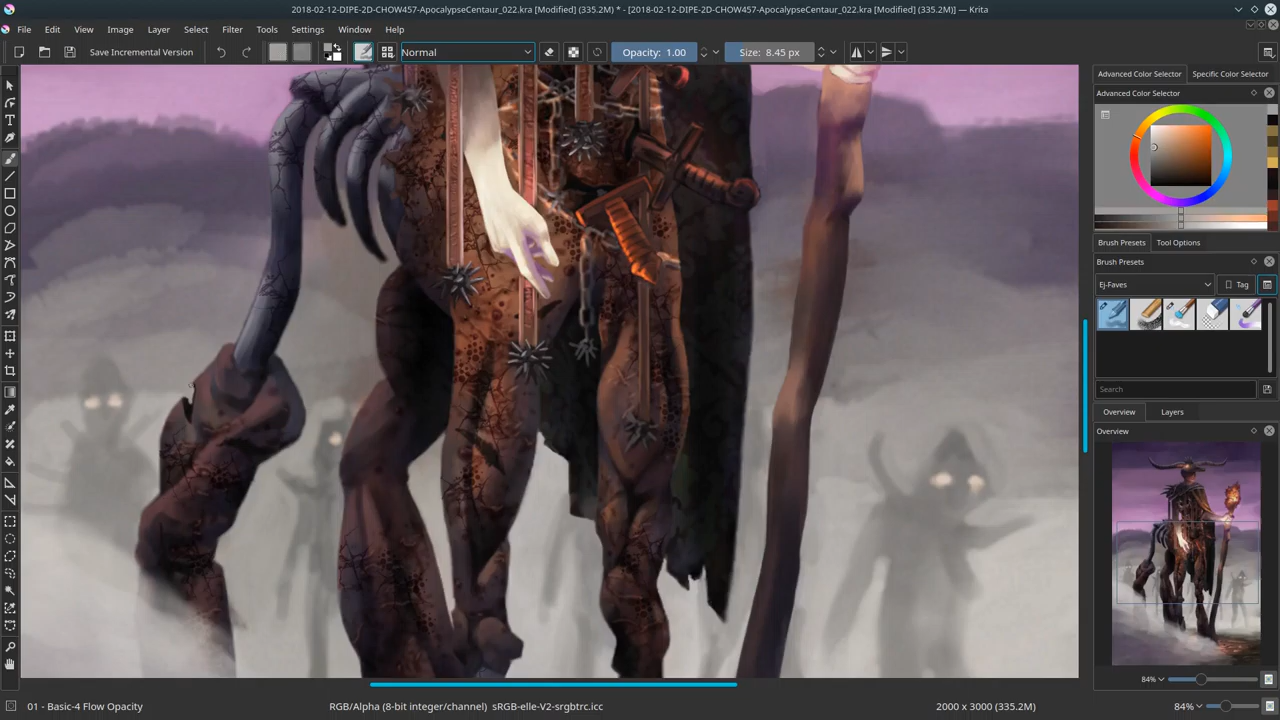 2018-02-12-DIPE-2D-CHOW457-ApocalypseCentaur_022.kra [Modified] (335.2M) * - [2018-02-12-DIPE-2D-CHOW457-ApocalypseCentaur_022.kra [Modified] (335.2M)] — Krita
File Edit View Image Layer Select Filter Tools Settings Window Help
Save Incremental Version Normal Opacity: 1.00 Size: 8.45 px
Advanced Color Selector Specific Color Selector
Advanced Color Selector
Brush Presets Tool Options
Brush Presets
Ej-Faves Tag
Search
Overview Layers
Overview
84%
01 - Basic-4 Flow Opacity RGB/Alpha (8-bit integer/channel) sRGB-elle-V2-srgbtrc.icc 2000 x 3000 (335.2M) 84%